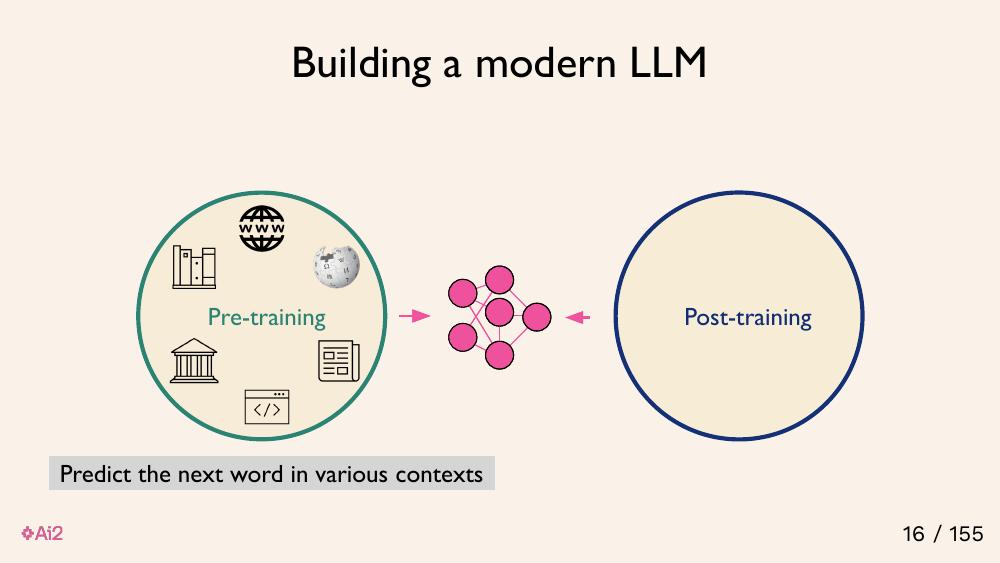 Building a modern LLM
WWW
Pre-training
Post-training
</>
Predict the next word in various contexts
Ai2
16 / 155